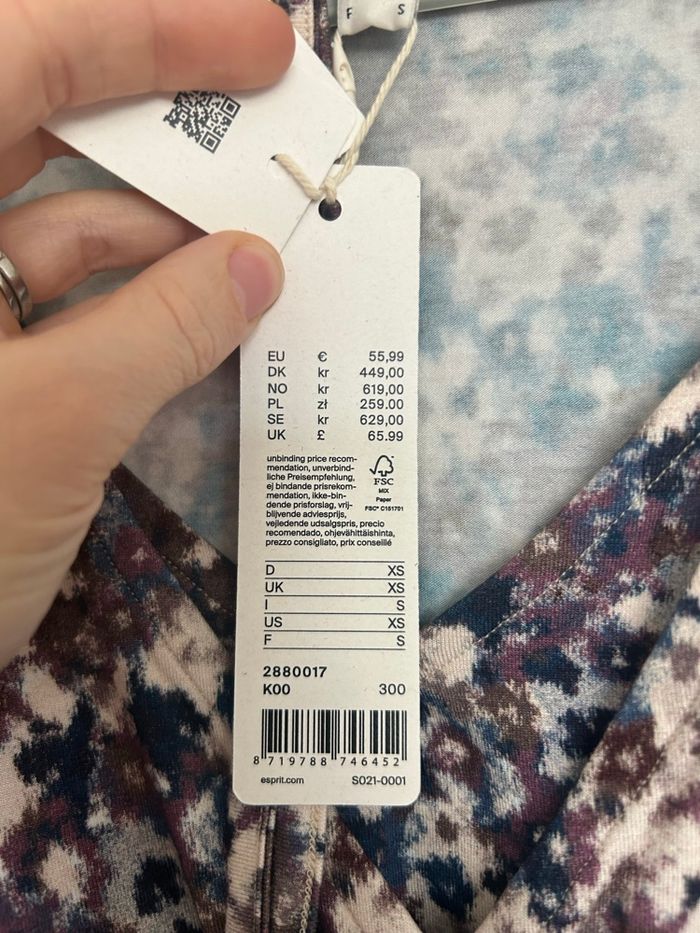 F S
EU € 55,99
DK kr 449,00
NO kr 619,00
PL zł 259.00
SE kr 629,00
UK £ 65.99
unbinding price recom-
mendation, unverbind-
liche Preisempfehlung,
ej bindande prisrekom-
mendation, ikke-bin-
dende prisforslag, vrij-
blijvende adviesprijs,
vejledende udsalgspris, precio
recomendado, ohjevähittäishinta,
prezzo consigliato, prix conseillé
FSC
MIX
Paper
FSC® C151701
D XS
UK XS
I S
US XS
F S
2880017
K00 300
8 719788 746452
esprit.com S021-0001